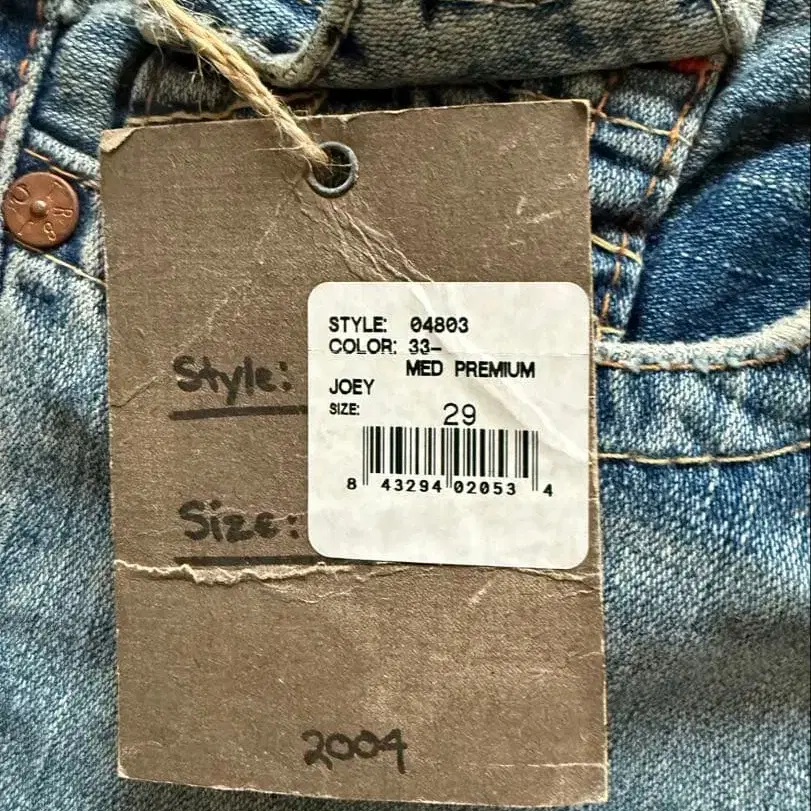 STYLE: 04803
COLOR: 33-
MED PREMIUM
JOEY
SIZE: 29
8 43294 02053 4
Style:
Size:
2004